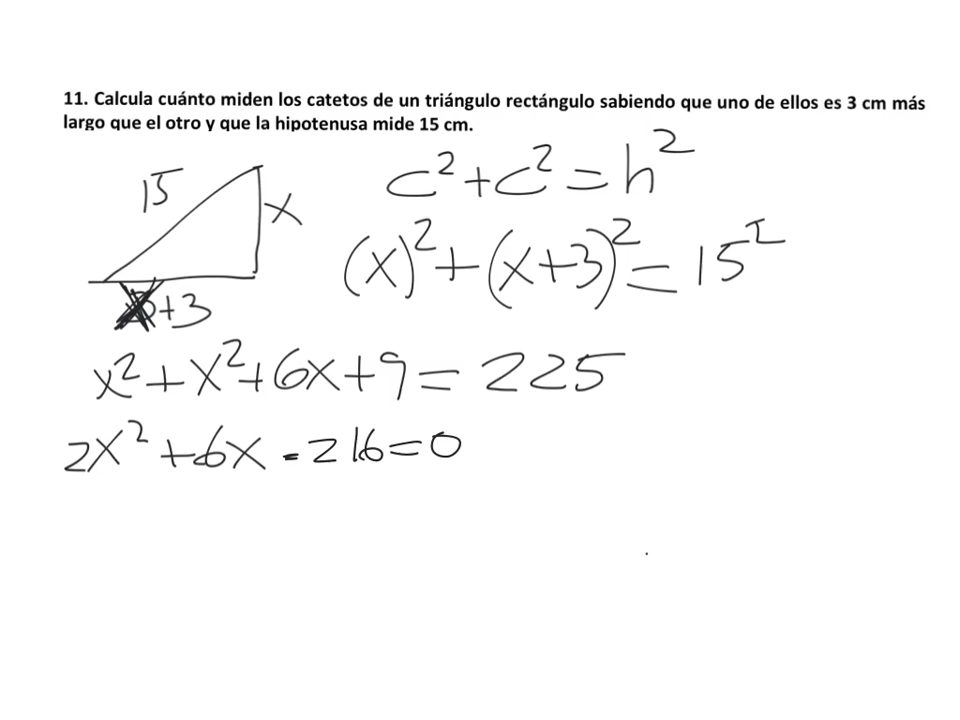 11. Calcula cuánto miden los catetos de un triángulo rectángulo sabiendo que uno de ellos es 3 cm más
largo que el otro y que la hipotenusa mide 15 cm.
c²+c²=h²
15
x
(x)²+(x+3)²=15²
+3
x²+x²+6x+9=225
2x²+6x-216=0